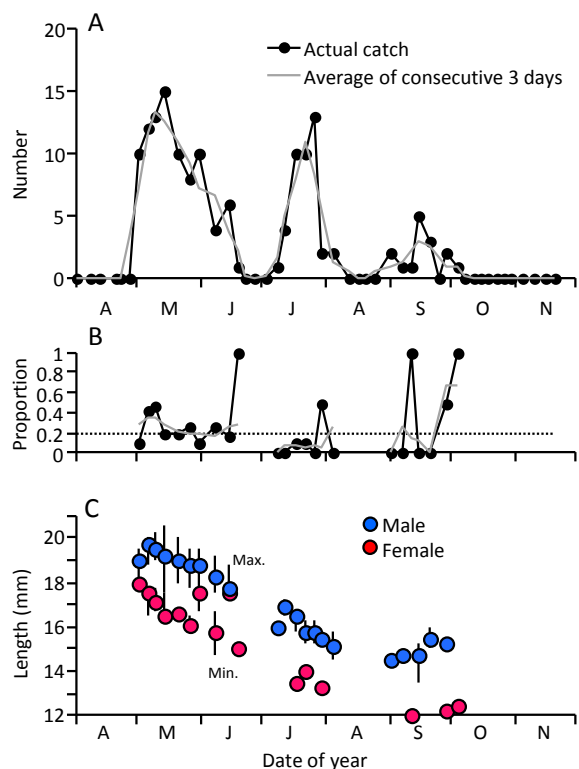 A
20
15
10
5
0
Number
Actual catch
Average of consecutive 3 days
A M J J A S O N
B
1
0.8
0.6
0.4
0.2
0
Proportion
C
20
18
16
14
12
Length (mm)
Male
Female
Max.
Min.
A M J J A S O N
Date of year